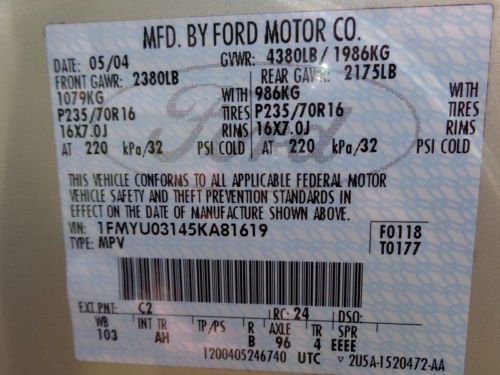 MFD. BY FORD MOTOR CO.
DATE: 05/04 GVWR: 4380LB / 1986KG
FRONT GAWR: 2380LB REAR GAWR: 2175LB
1079KG WITH 986KG WITH
P235/70R16 TIRES P235/70R16 TIRES
16X7.0J RIMS 16X7.0J RIMS
AT 220 kPa/32 PSI COLD AT 220 kPa/32 PSI COLD
Ford
THIS VEHICLE CONFORMS TO ALL APPLICABLE FEDERAL MOTOR
VEHICLE SAFETY AND THEFT PREVENTION STANDARDS IN
EFFECT ON THE DATE OF MANUFACTURE SHOWN ABOVE.
VIN: 1FMYU03145KA81619 F0118
TYPE: MPV T0177
EXT PNT: C2 RC: 24 DSO:
WB INT TR TP/PS R AXLE TR SPR
103 AH B 96 4 EEEE
1200405246740 UTC ▽ 2U5A-1520472-AA